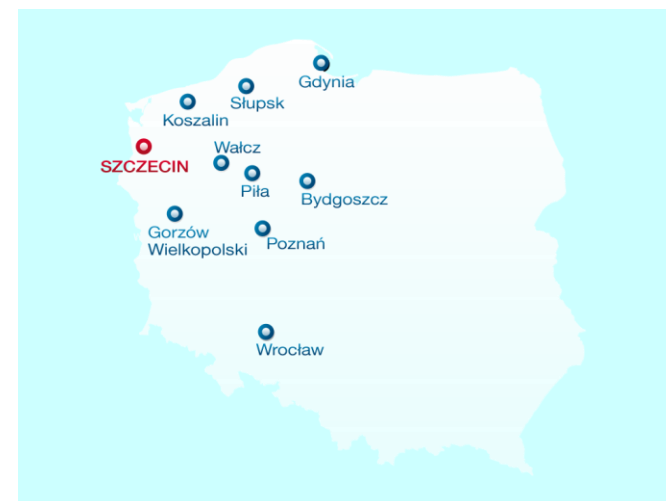 Gdynia
Słupsk
Koszalin
Wałcz
SZCZECIN
Piła
Bydgoszcz
Gorzów
Wielkopolski
Poznań
Wrocław